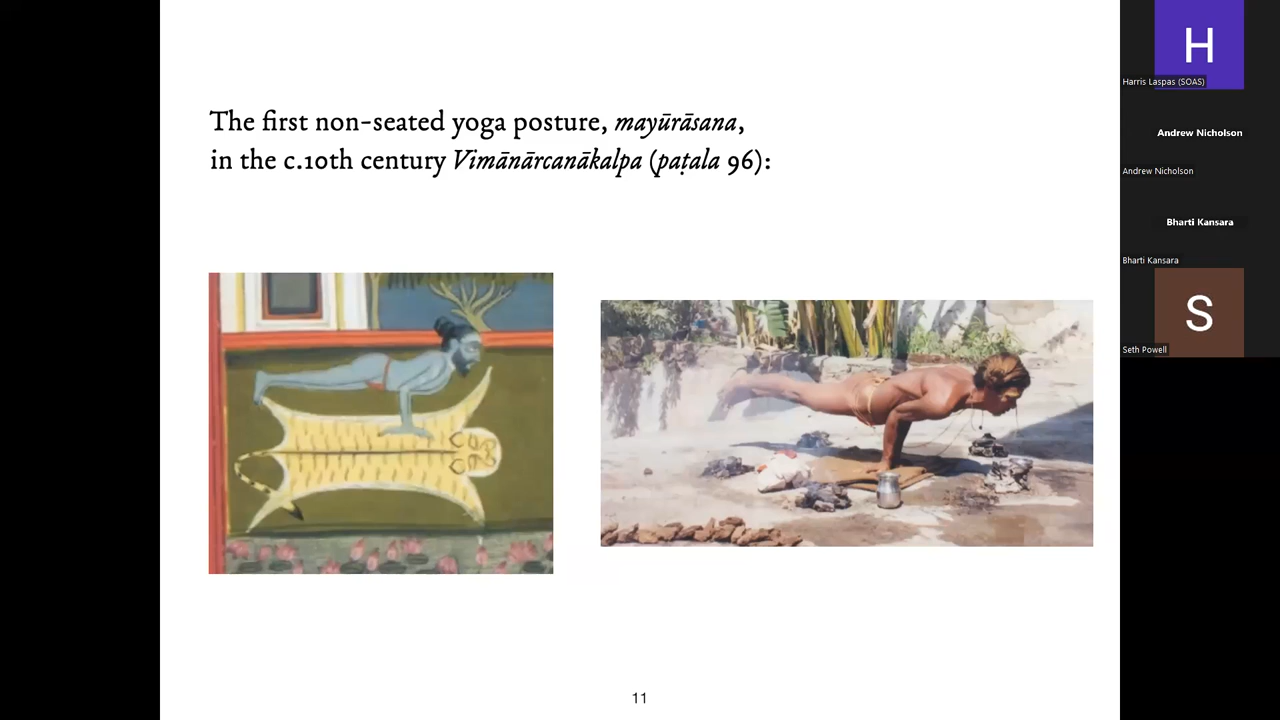 The first non-seated yoga posture, mayūrāsana,
in the c.10th century Vimānārcanākalpa (paṭala 96):
11
H
Harris Laspas (SOAS)
Andrew Nicholson
Andrew Nicholson
Bharti Kansara
Bharti Kansara
S
Seth Powell